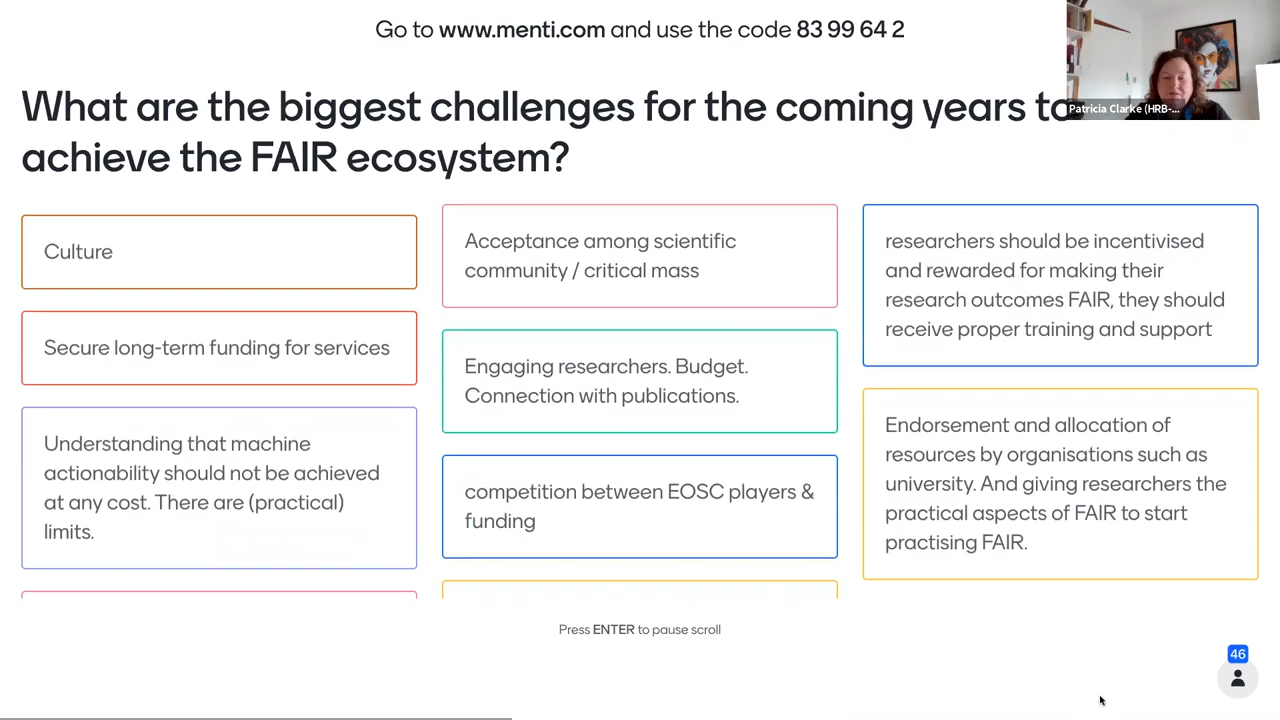 Go to www.menti.com and use the code 83 99 64 2
Patricia Clarke (HRB-...
What are the biggest challenges for the coming years to
achieve the FAIR ecosystem?
Culture
Secure long-term funding for services
Understanding that machine
actionability should not be achieved
at any cost. There are (practical)
limits.
Acceptance among scientific
community / critical mass
Engaging researchers. Budget.
Connection with publications.
competition between EOSC players &
funding
researchers should be incentivised
and rewarded for making their
research outcomes FAIR, they should
receive proper training and support
Endorsement and allocation of
resources by organisations such as
university. And giving researchers the
practical aspects of FAIR to start
practising FAIR.
Press ENTER to pause scroll
46